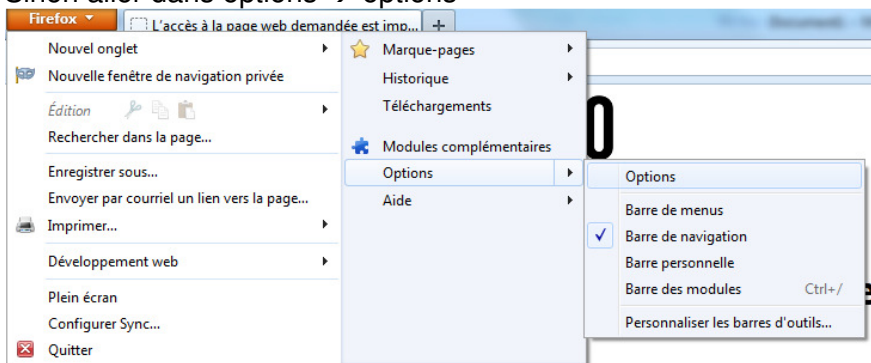 Sinon aller dans options → options
Firefox
L'accès à la page web demandée est imp...
Nouvel onglet
Nouvelle fenêtre de navigation privée
Édition
Rechercher dans la page...
Enregistrer sous...
Envoyer par courriel un lien vers la page...
Imprimer...
Développement web
Plein écran
Configurer Sync...
Quitter
Marque-pages
Historique
Téléchargements
Modules complémentaires
Options
Aide
Options
Barre de menus
Barre de navigation
Barre personnelle
Barre des modules Ctrl+/
Personnaliser les barres d'outils...